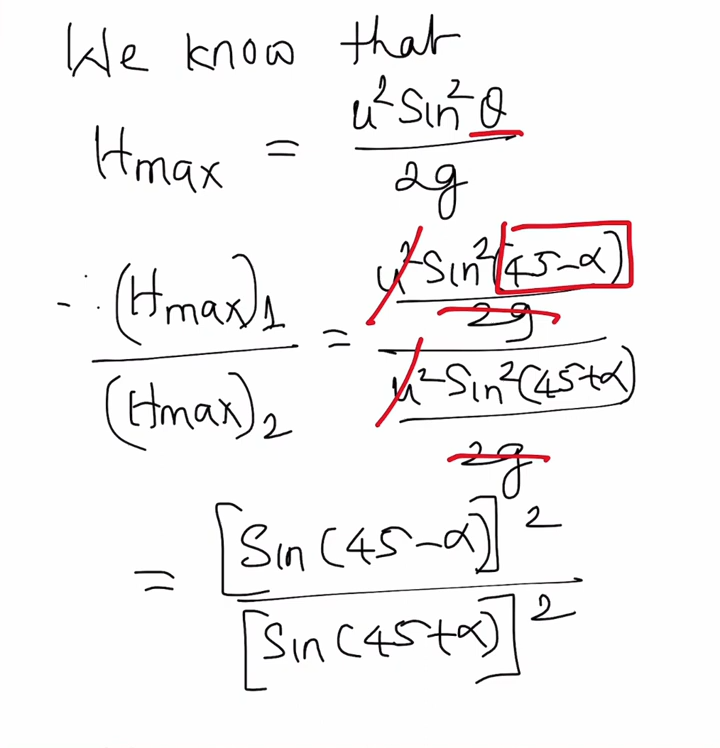 We know that
Hmax = u²Sin²θ / 2g
∴ (Hmax)1 / (Hmax)2 = u²Sin²(45-α) / 2g / u²Sin²(45+α) / 2g
= [Sin(45-α)]² / [Sin(45+α)]²